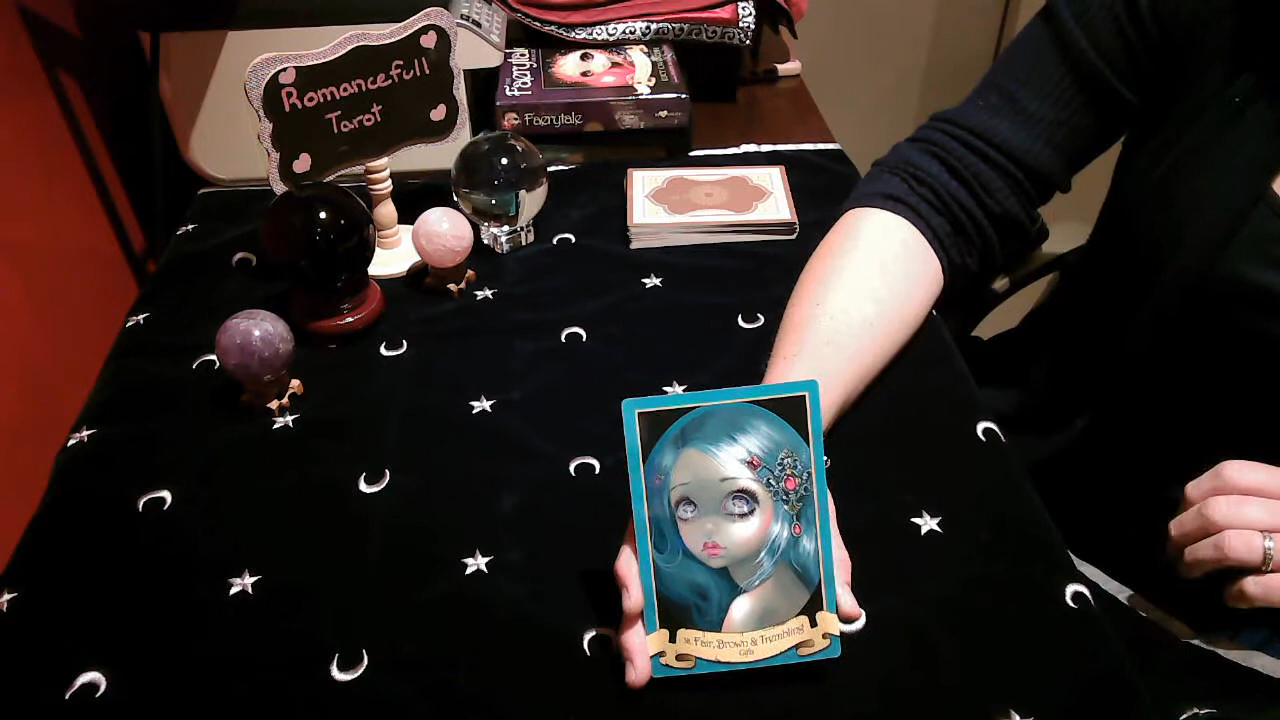 Romancefull
Tarot
Faerytale
Faerytale
Fair, Brown & Trembling
Gifts